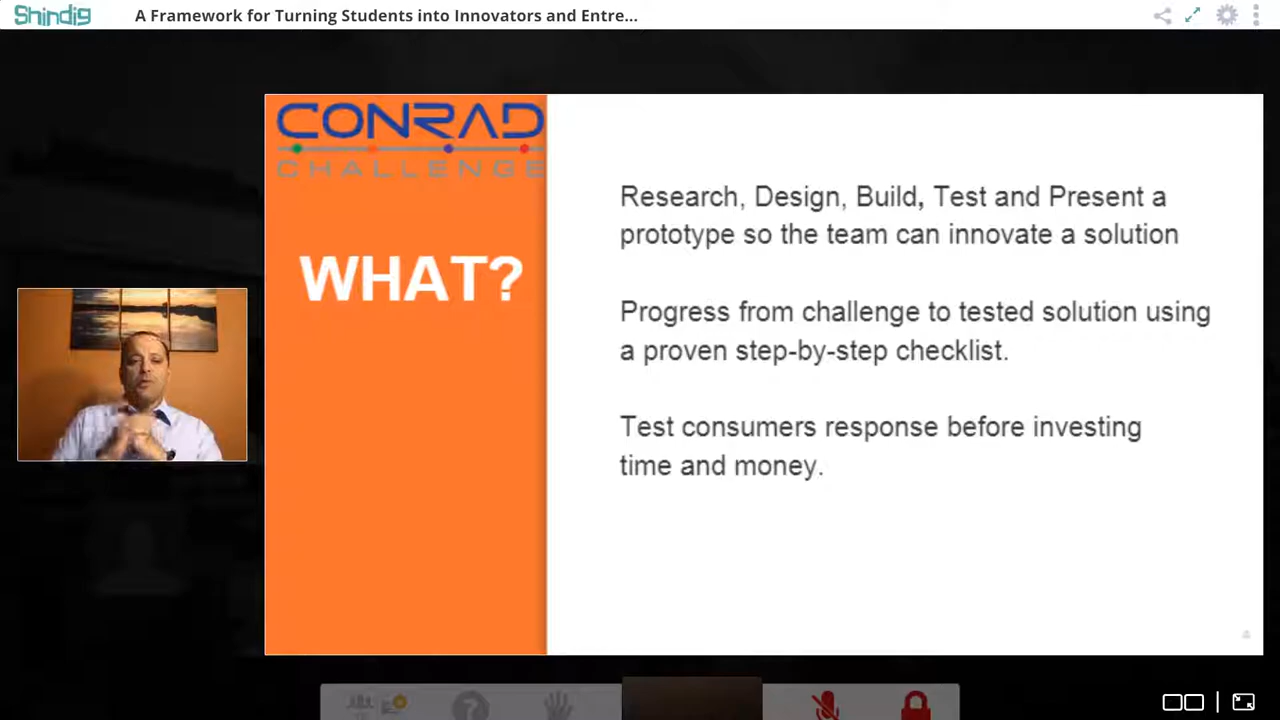 Shindig
A Framework for Turning Students into Innovators and Entre...
CONRAD
CHALLENGE
WHAT?
Research, Design, Build, Test and Present a
prototype so the team can innovate a solution
Progress from challenge to tested solution using
a proven step-by-step checklist.
Test consumers response before investing
time and money.